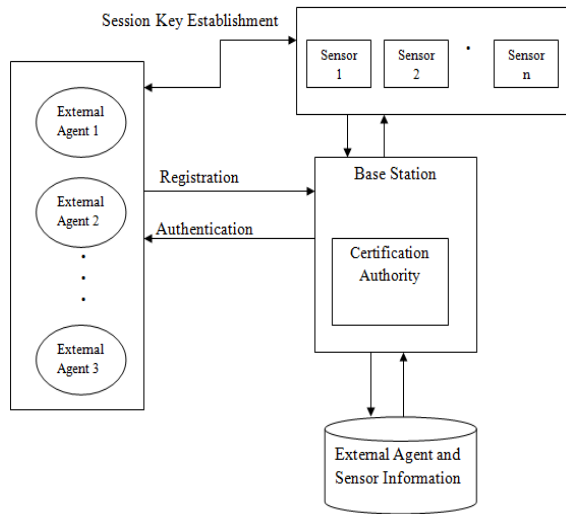 Session Key Establishment
Sensor
1
Sensor
2
Sensor
n
External
Agent 1
External
Agent 2
External
Agent 3
Registration
Authentication
Base Station
Certification
Authority
External Agent and
Sensor Information